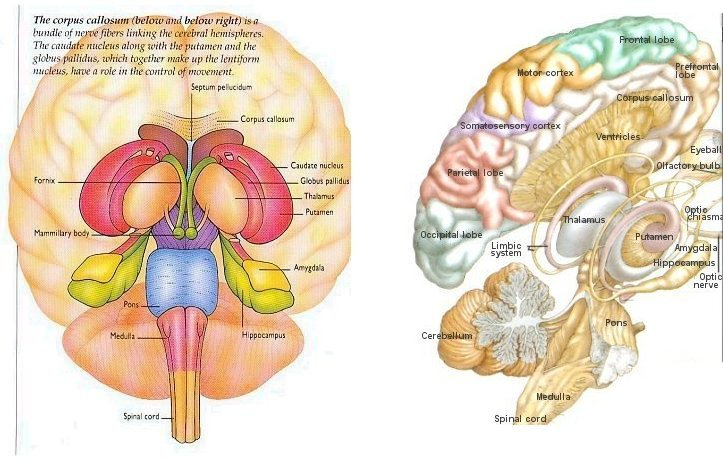 The corpus callosum (below and below right) is a
bundle of nerve fibers linking the cerebral hemispheres.
The caudate nucleus along with the putamen and the
globus pallidus, which together make up the lentiform
nucleus, have a role in the control of movement.
Septum pellucidum
Corpus callosum
Caudate nucleus
Fornix
Globus pallidus
Thalamus
Putamen
Mammillary body
Amygdala
Pons
Medulla
Hippocampus
Spinal cord
Frontal lobe
Motor cortex
Prefrontal
lobe
Corpus callosum
Somatosensory cortex
Ventricles
Eyeball
Olfactory bulb
Parietal lobe
Optic
chiasma
Thalamus
Occipital lobe
Putamen
Limbic
system
Amygdala
Hippocampus
Optic
nerve
Pons
Cerebellum
Medulla
Spinal cord